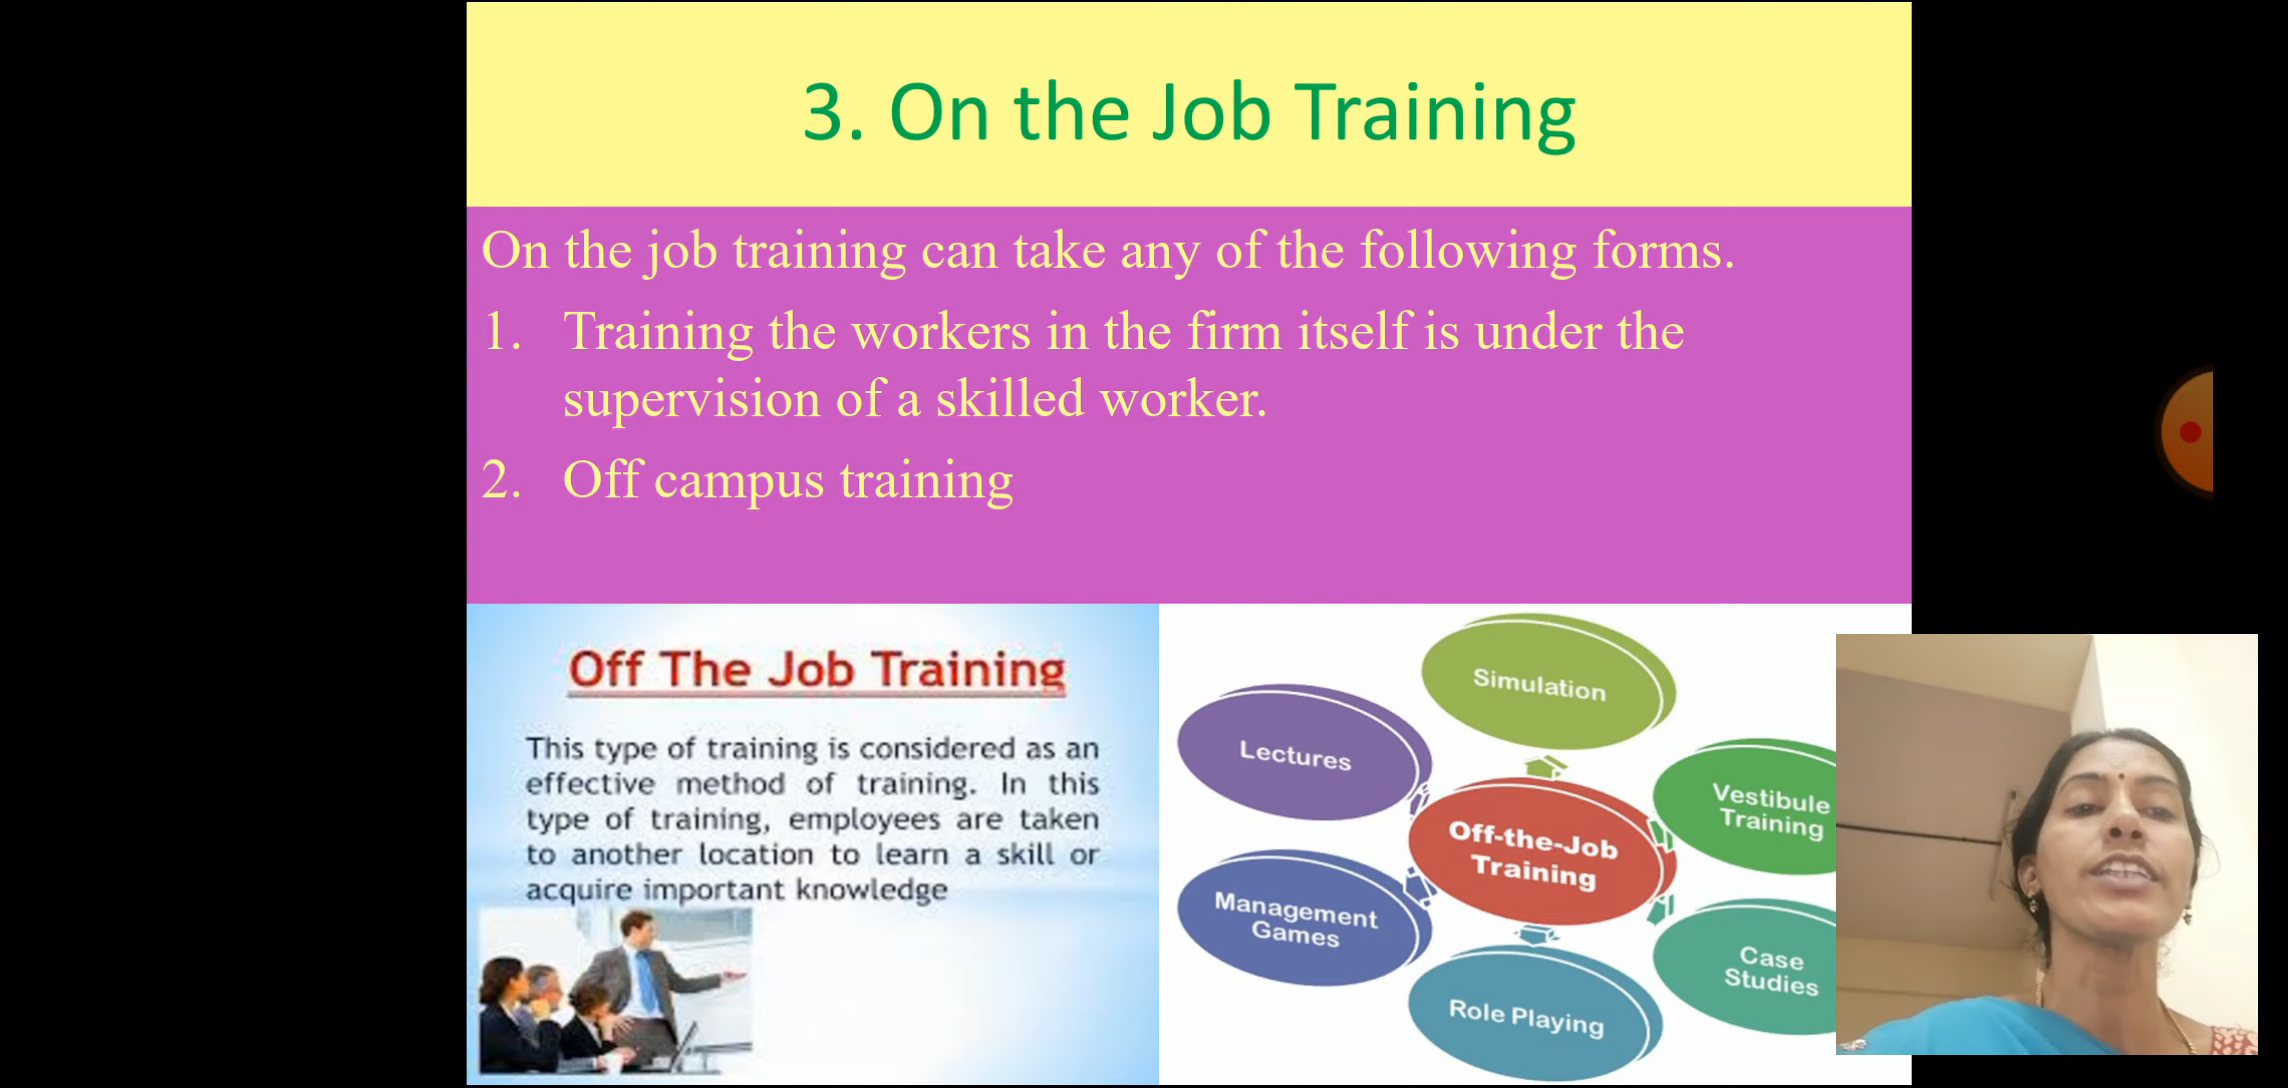 3. On the Job Training
On the job training can take any of the following forms.
1. Training the workers in the firm itself is under the
supervision of a skilled worker.
2. Off campus training
Off The Job Training
This type of training is considered as an
effective method of training. In this
type of training, employees are taken
to another location to learn a skill or
acquire important knowledge
Simulation
Lectures
Vestibule
Training
Off-the-Job
Training
Management
Games
Case
Studies
Role Playing